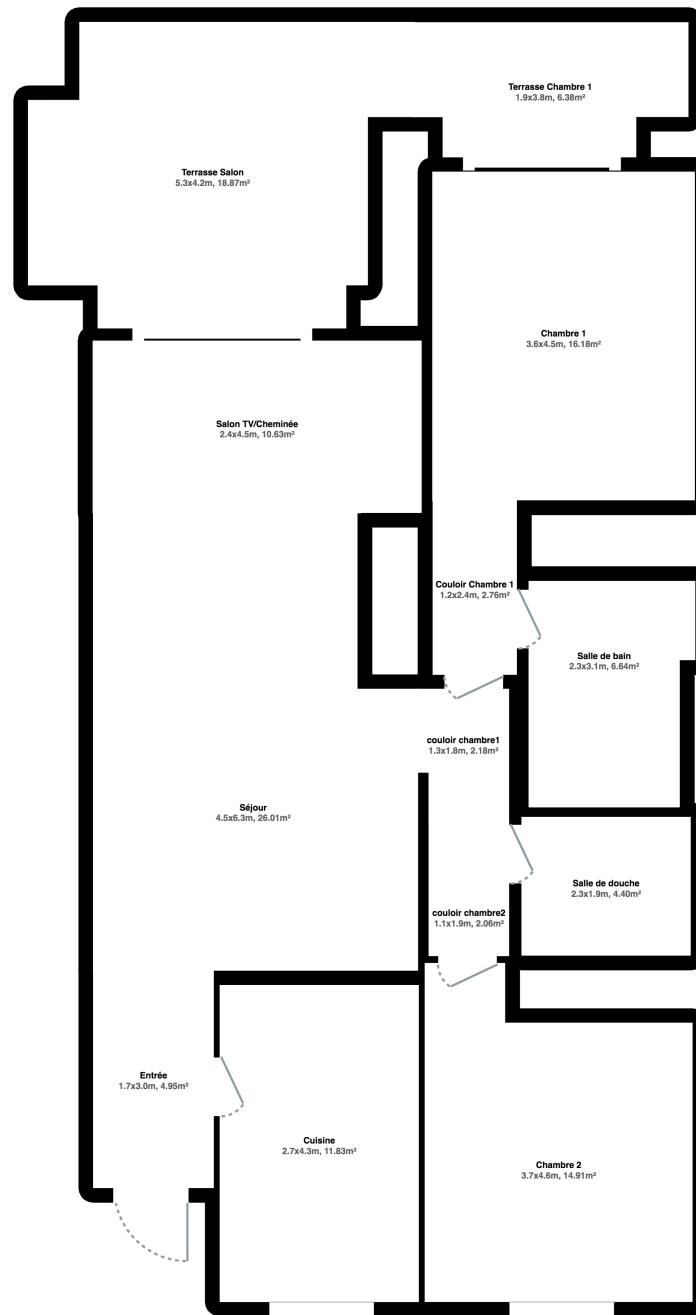 Terrasse Chambre 1
1.9x3.8m, 6.38m²
Terrasse Salon
5.3x4.2m, 18.87m²
Chambre 1
3.6x4.5m, 16.18m²
Salon TV/Cheminée
2.4x4.5m, 10.63m²
Couloir Chambre 1
1.2x2.4m, 2.76m²
Salle de bain
2.3x3.1m, 6.64m²
couloir chambre1
1.3x1.8m, 2.18m²
Séjour
4.5x6.3m, 26.01m²
Salle de douche
2.3x1.9m, 4.40m²
couloir chambre2
1.1x1.9m, 2.06m²
Entrée
1.7x3.0m, 4.95m²
Cuisine
2.7x4.3m, 11.83m²
Chambre 2
3.7x4.6m, 14.91m²